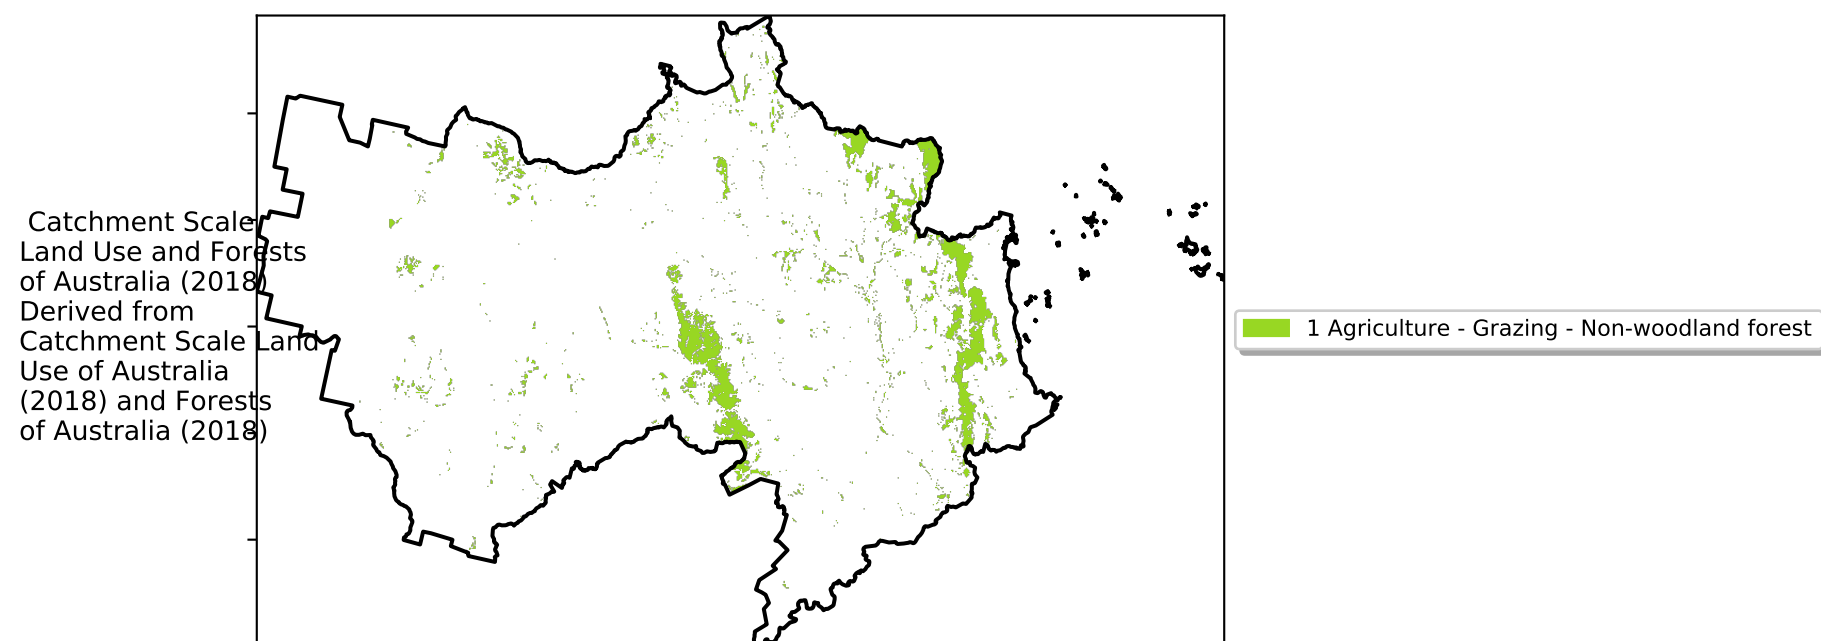 Catchment Scale
Land Use and Forests
of Australia (2018)
Derived from
Catchment Scale Land
Use of Australia
(2018) and Forests
of Australia (2018)
1 Agriculture - Grazing - Non-woodland forest